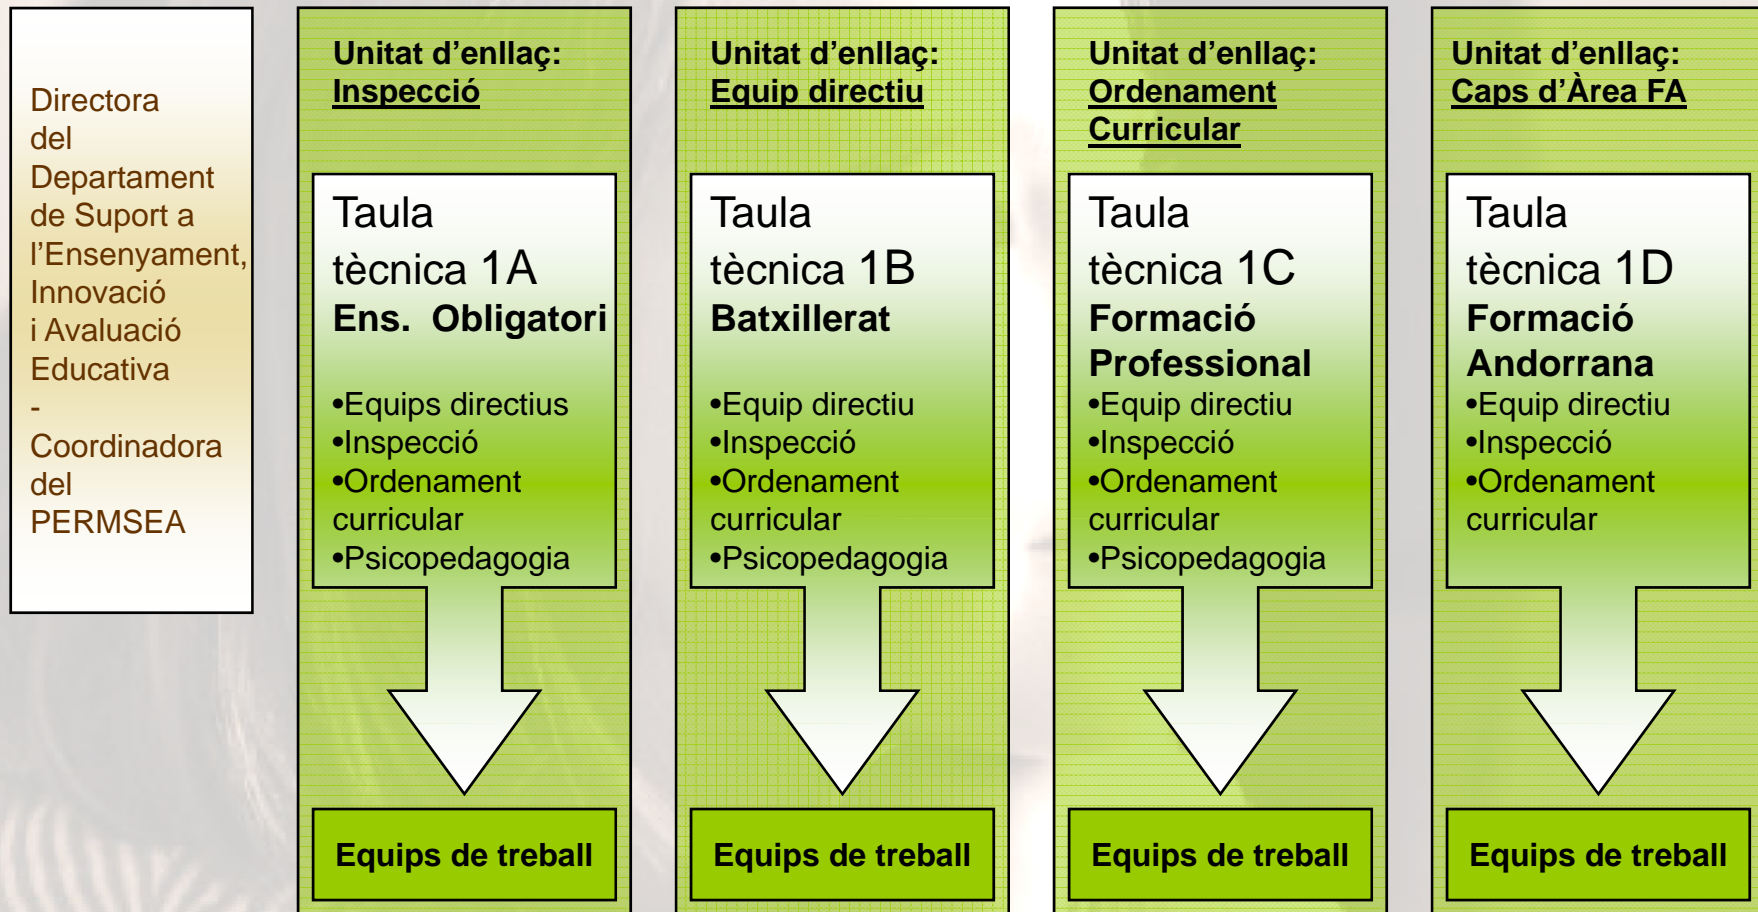 Directora
del
Departament
de Suport a
l’Ensenyament,
Innovació
i Avaluació
Educativa
-
Coordinadora
del
PERMSEA
Unitat d’enllaç:
Inspecció
Taula
tècnica 1A
Ens. Obligatori
•Equips directius
•Inspecció
•Ordenament
curricular
•Psicopedagogia
Equips de treball
Unitat d’enllaç:
Equip directiu
Taula
tècnica 1B
Batxillerat
•Equip directiu
•Inspecció
•Ordenament
curricular
•Psicopedagogia
Equips de treball
Unitat d’enllaç:
Ordenament
Curricular
Taula
tècnica 1C
Formació
Professional
•Equip directiu
•Inspecció
•Ordenament
curricular
•Psicopedagogia
Equips de treball
Unitat d’enllaç:
Caps d’Àrea FA
Taula
tècnica 1D
Formació
Andorrana
•Equip directiu
•Inspecció
•Ordenament
curricular
Equips de treball